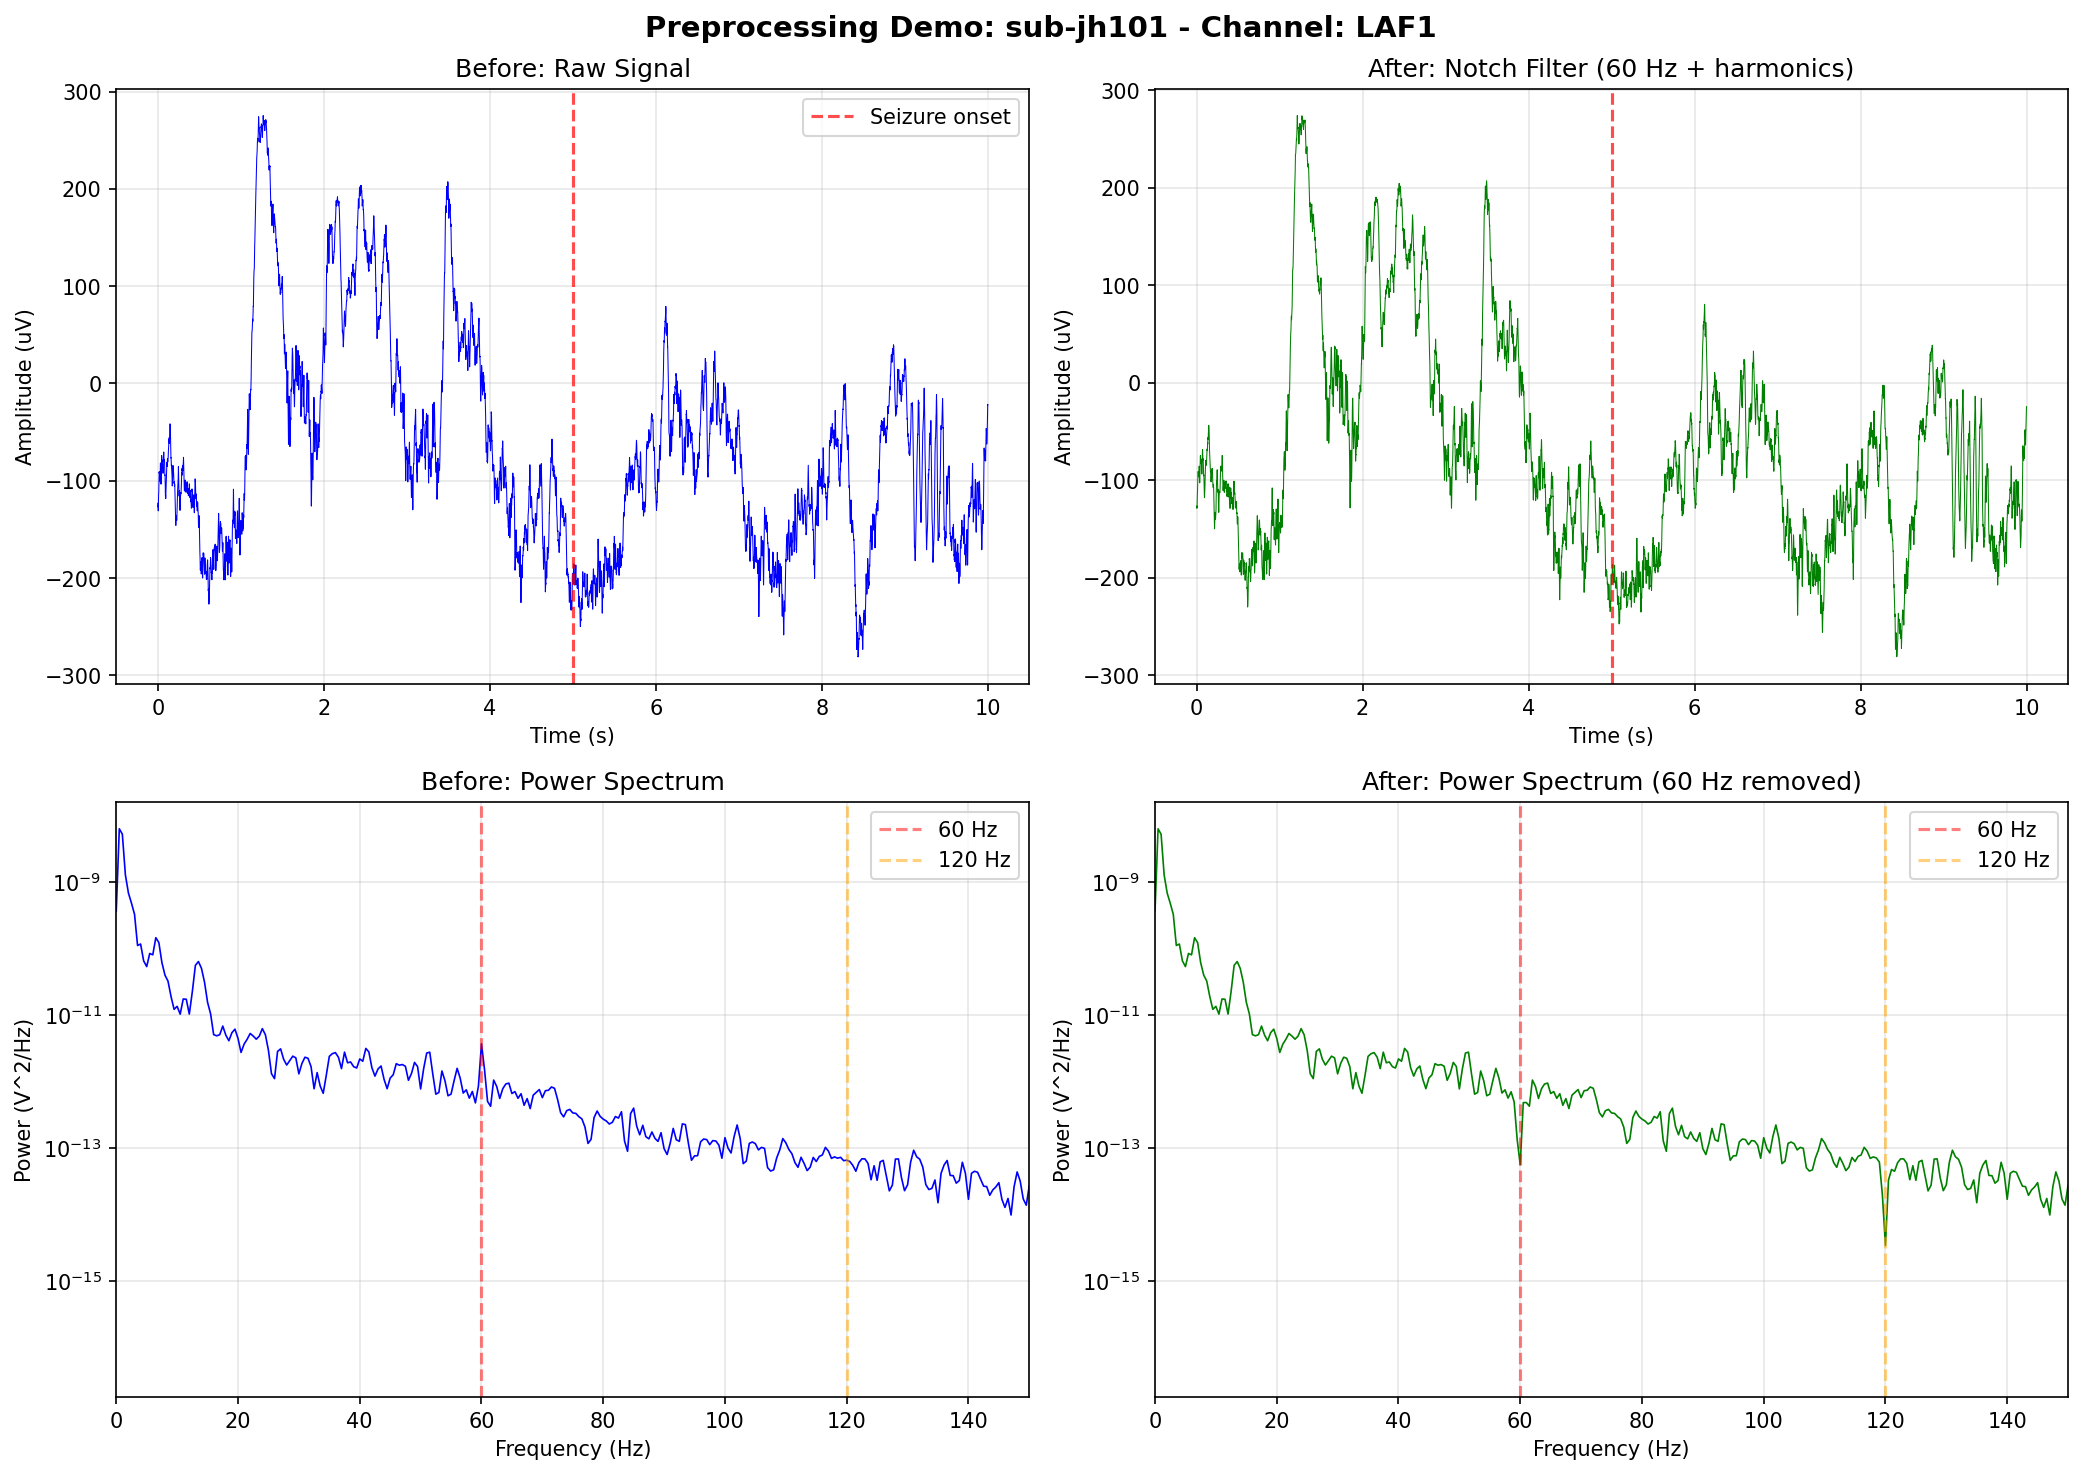 Preprocessing Demo: sub-jh101 - Channel: LAF1
Before: Raw Signal
Amplitude (uV)
300
200
100
0
−100
−200
−300
Seizure onset
0 2 4 6 8 10
Time (s)
After: Notch Filter (60 Hz + harmonics)
Amplitude (uV)
300
200
100
0
−100
−200
−300
0 2 4 6 8 10
Time (s)
Before: Power Spectrum
Power (V^2/Hz)
10⁻⁹
10⁻¹¹
10⁻¹³
10⁻¹⁵
60 Hz
120 Hz
0 20 40 60 80 100 120 140
Frequency (Hz)
After: Power Spectrum (60 Hz removed)
Power (V^2/Hz)
10⁻⁹
10⁻¹¹
10⁻¹³
10⁻¹⁵
60 Hz
120 Hz
0 20 40 60 80 100 120 140
Frequency (Hz)